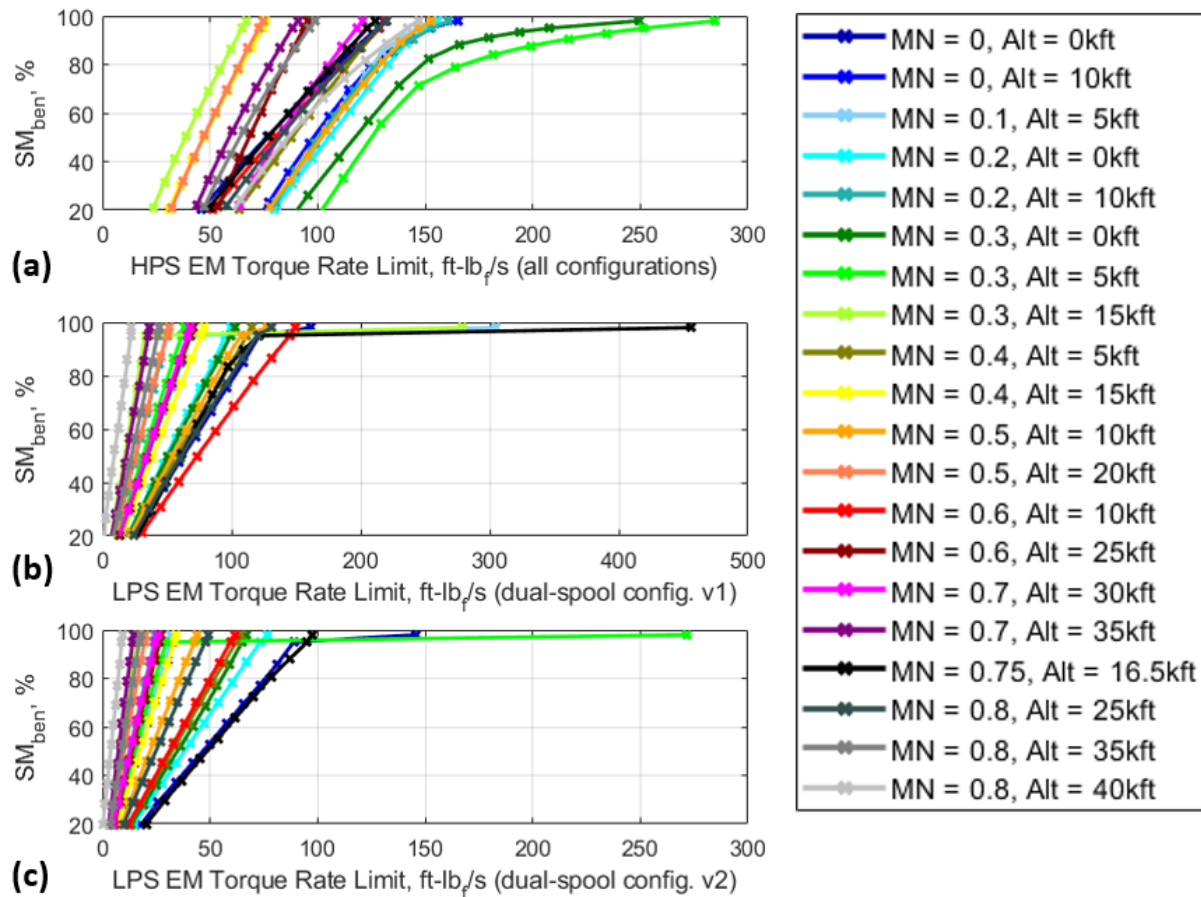 100
80
60
40
20
SM_ben, %
0 50 100 150 200 250 300
(a)
HPS EM Torque Rate Limit, ft-lb_f/s (all configurations)
100
80
60
40
20
SM_ben, %
0 100 200 300 400 500
(b)
LPS EM Torque Rate Limit, ft-lb_f/s (dual-spool config. v1)
100
80
60
40
20
SM_ben, %
0 50 100 150 200 250 300
(c)
LPS EM Torque Rate Limit, ft-lb_f/s (dual-spool config. v2)
MN = 0, Alt = 0kft
MN = 0, Alt = 10kft
MN = 0.1, Alt = 5kft
MN = 0.2, Alt = 0kft
MN = 0.2, Alt = 10kft
MN = 0.3, Alt = 0kft
MN = 0.3, Alt = 5kft
MN = 0.3, Alt = 15kft
MN = 0.4, Alt = 5kft
MN = 0.4, Alt = 15kft
MN = 0.5, Alt = 10kft
MN = 0.5, Alt = 20kft
MN = 0.6, Alt = 10kft
MN = 0.6, Alt = 25kft
MN = 0.7, Alt = 30kft
MN = 0.7, Alt = 35kft
MN = 0.75, Alt = 16.5kft
MN = 0.8, Alt = 25kft
MN = 0.8, Alt = 35kft
MN = 0.8, Alt = 40kft